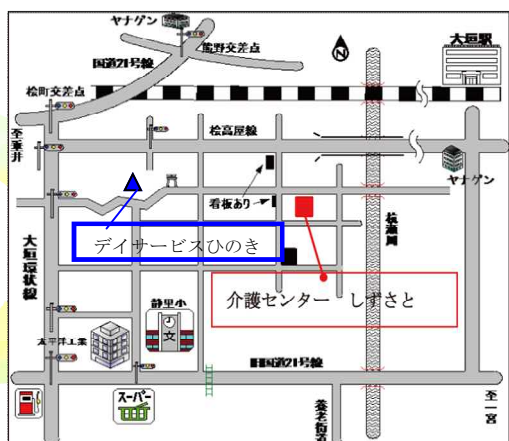 ヤナゲン
熊野交差点
国道21号線
N
大垣駅
桧町交差点
至垂井
桧高屋線
ヤナゲン
看板あり
デイサービスひのき
杭瀬川
大垣環状線
介護センター しずさと
静里小
文
太平洋工業
旧国道21号線
スーパー
養老街道
至一宮